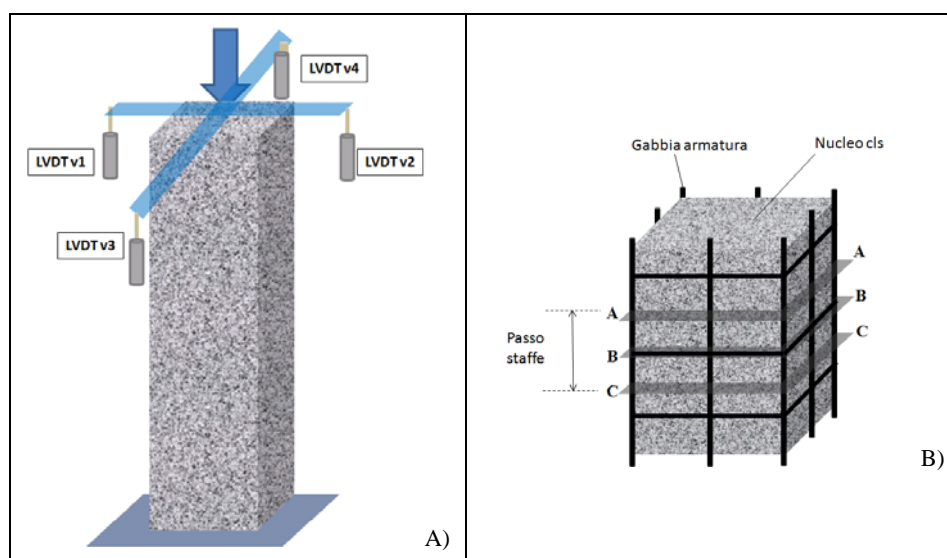 LVDT v4
LVDT v1
LVDT v2
LVDT v3
A)
Gabbia armatura
Nucleo cls
A
B
C
A
Passo
staffe
B
C
B)